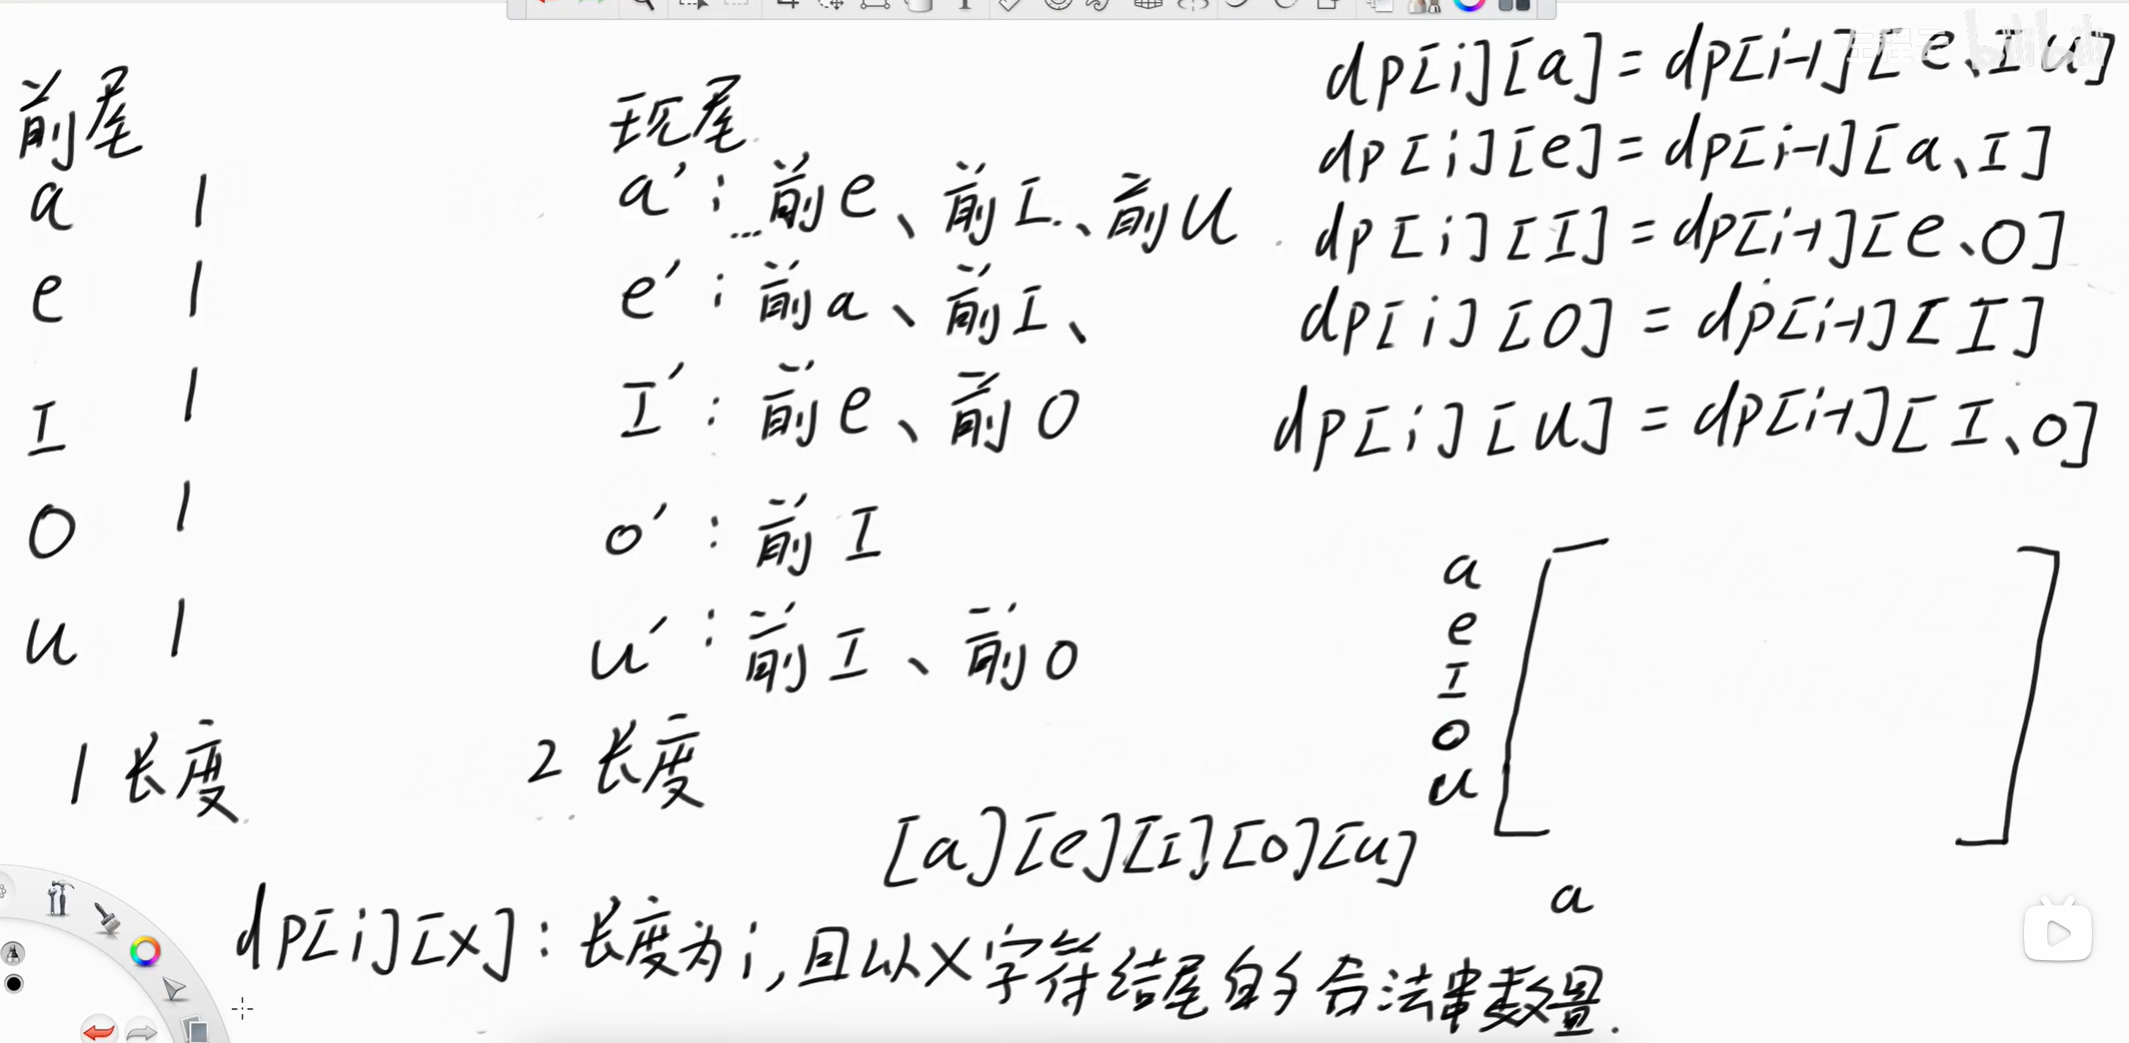 前尾
a 1
e 1
I 1
O 1
u 1
1长度
现尾
a′：前e、前I、前U
e′：前a、前I、
I′：前e、前O
o′：前I
u′：前I、前O
2长度
dp[i][a]=dp[i-1][e、I u]
dp[i][e]=dp[i-1][a、I]
dp[i][I]=dp[i-1][e、O]
dp[i][O]=dp[i-1][I]
dp[i][u]=dp[i-1][I、o]
a
e
I
o
u
[a][e][I][o][u]
a
dp[i][x]：长度为i,且以X字符结尾的合法串数量.